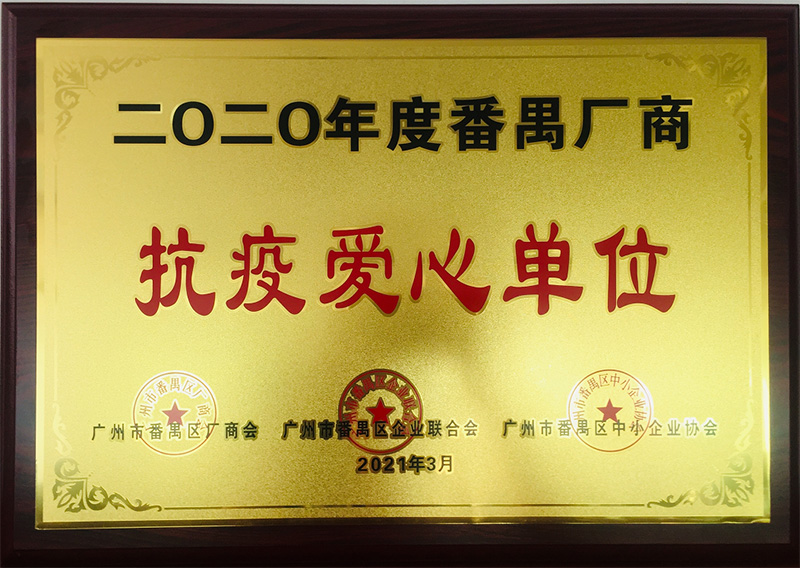 二〇二〇年度番禺厂商
抗疫爱心单位
广州市番禺区厂商会
广州市番禺区企业联合会
广州市番禺区中小企业协会
2021年3月